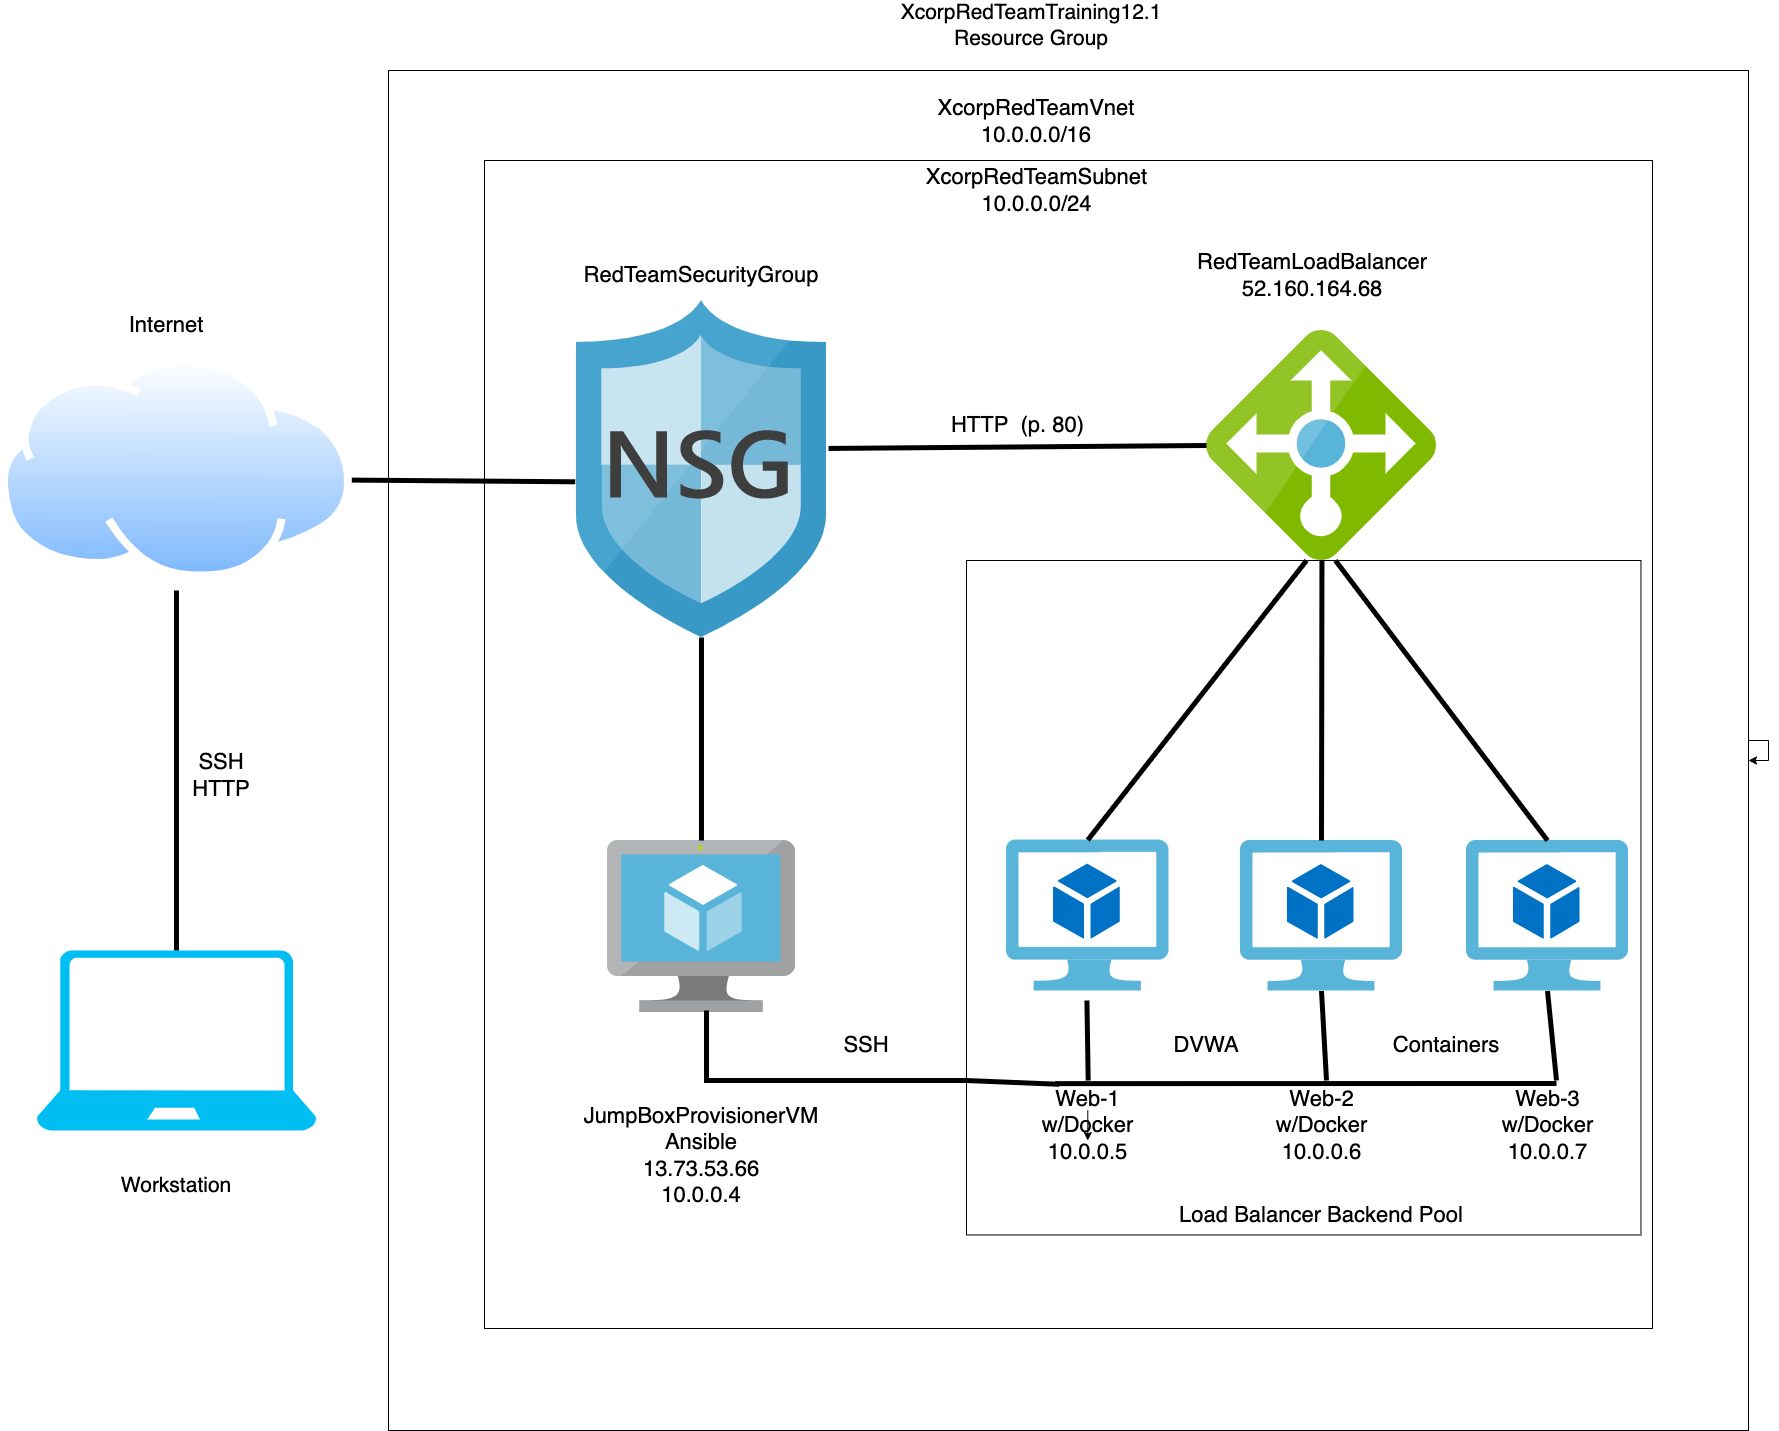 XcorpRedTeamTraining12.1
Resource Group
XcorpRedTeamVnet
10.0.0.0/16
XcorpRedTeamSubnet
10.0.0.0/24
RedTeamSecurityGroup
RedTeamLoadBalancer
52.160.164.68
Internet
NSG
HTTP (p. 80)
SSH
HTTP
SSH
DVWA
Containers
JumpBoxProvisionerVM
Ansible
13.73.53.66
10.0.0.4
Web-1
w/Docker
10.0.0.5
Web-2
w/Docker
10.0.0.6
Web-3
w/Docker
10.0.0.7
Workstation
Load Balancer Backend Pool